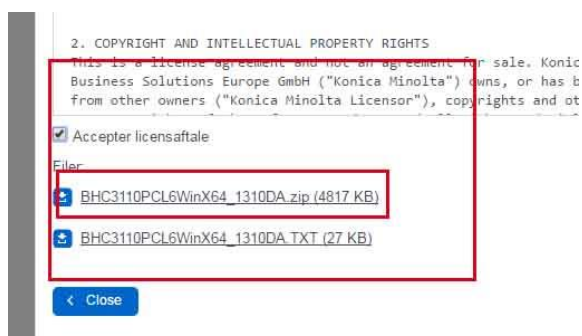 2. COPYRIGHT AND INTELLECTUAL PROPERTY RIGHTS
This is a license agreement and not an agreement for sale. Konic
Business Solutions Europe GmbH ("Konica Minolta") owns, or has b
from other owners ("Konica Minolta Licensor"), copyrights and ot
Accepter licensaftale
Filer
BHC3110PCL6WinX64_1310DA.zip (4817 KB)
BHC3110PCL6WinX64_1310DA.TXT (27 KB)
< Close